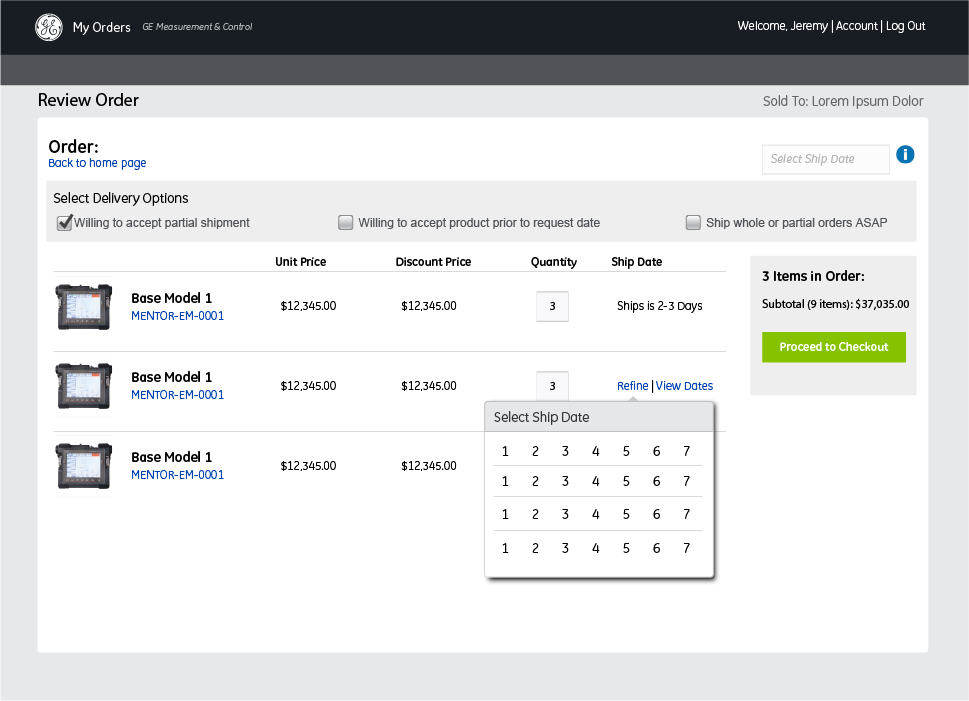 My Orders GE Measurement & Control Welcome, Jeremy | Account | Log Out
Review Order Sold To: Lorem Ipsum Dolor
Order:
Back to home page
Select Ship Date i
Select Delivery Options
Willing to accept partial shipment Willing to accept product prior to request date Ship whole or partial orders ASAP
Unit Price Discount Price Quantity Ship Date
Base Model 1
MENTOR-EM-0001
$12,345.00 $12,345.00 3 Ships is 2-3 Days
3 Items in Order:
Subtotal (9 items): $37,035.00
Proceed to Checkout
Base Model 1
MENTOR-EM-0001
$12,345.00 $12,345.00 3 Refine | View Dates
Select Ship Date
1 2 3 4 5 6 7
1 2 3 4 5 6 7
1 2 3 4 5 6 7
1 2 3 4 5 6 7
Base Model 1
MENTOR-EM-0001
$12,345.00 $12,345.00